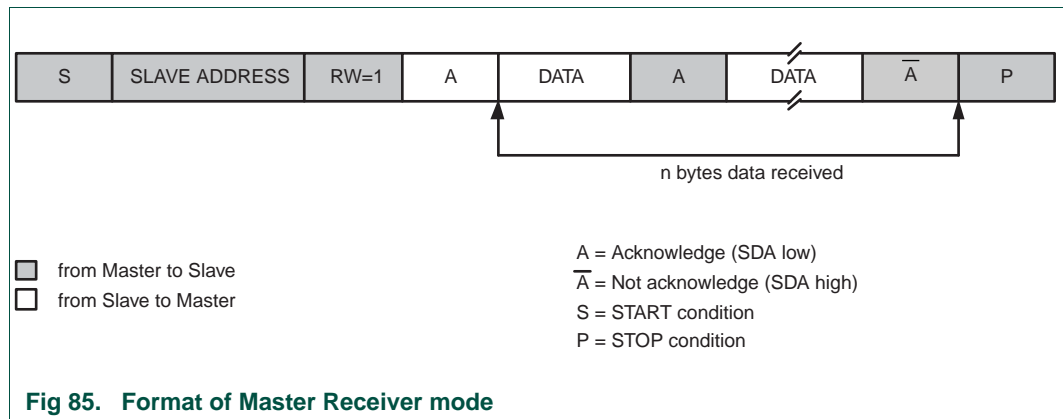 S SLAVE ADDRESS RW=1 A DATA A DATA A̅ P
n bytes data received
from Master to Slave
from Slave to Master
A = Acknowledge (SDA low)
A̅ = Not acknowledge (SDA high)
S = START condition
P = STOP condition
Fig 85. Format of Master Receiver mode